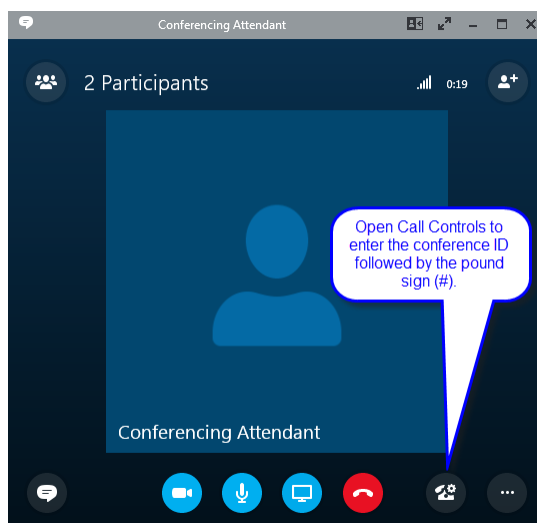 Conferencing Attendant
2 Participants
0:19
Open Call Controls to
enter the conference ID
followed by the pound
sign (#).
Conferencing Attendant